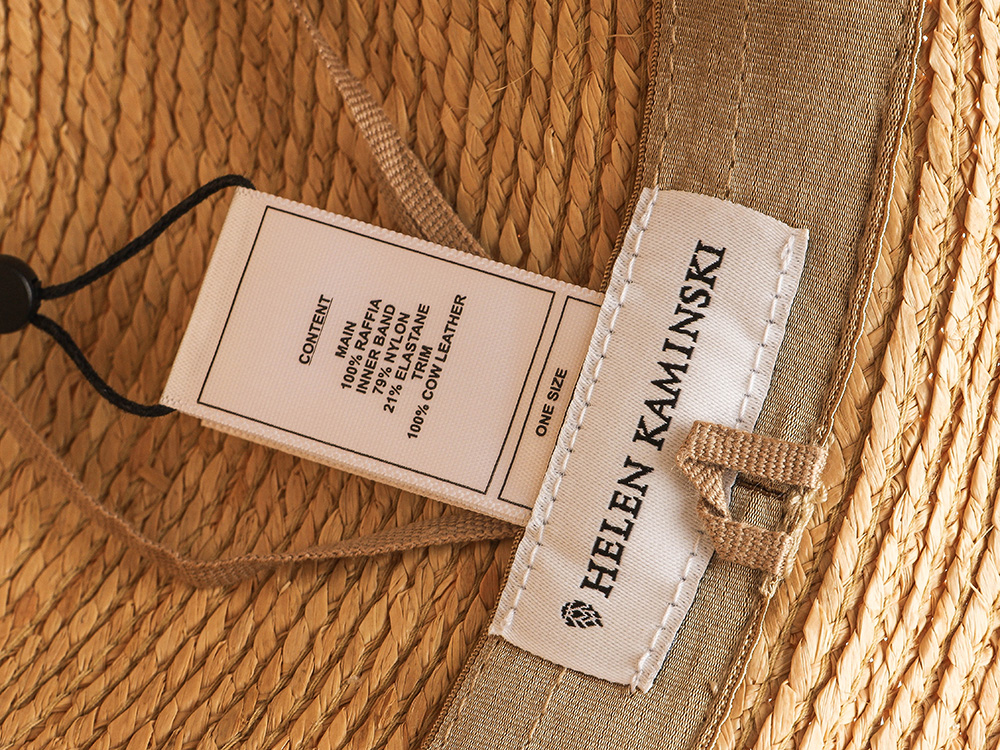 CONTENT
MAIN
100% RAFFIA
INNER BAND
79% NYLON
21% ELASTANE
TRIM
100% COW LEATHER
ONE SIZE
HELEN KAMINSKI